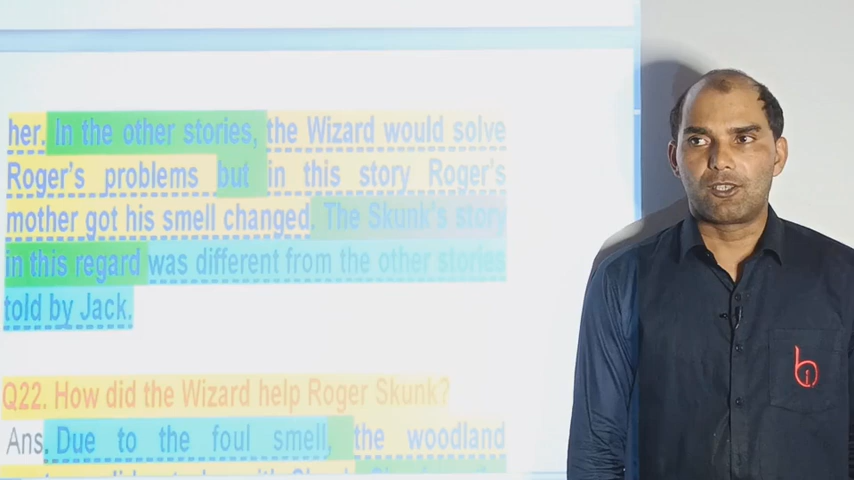 her. In the other stories, the Wizard would solve
Roger's problems but in this story Roger's
mother got his smell changed. The Skunk's story
in this regard was different from the other stories
told by Jack.
Q22. How did the Wizard help Roger Skunk?
Ans. Due to the foul smell, the woodland